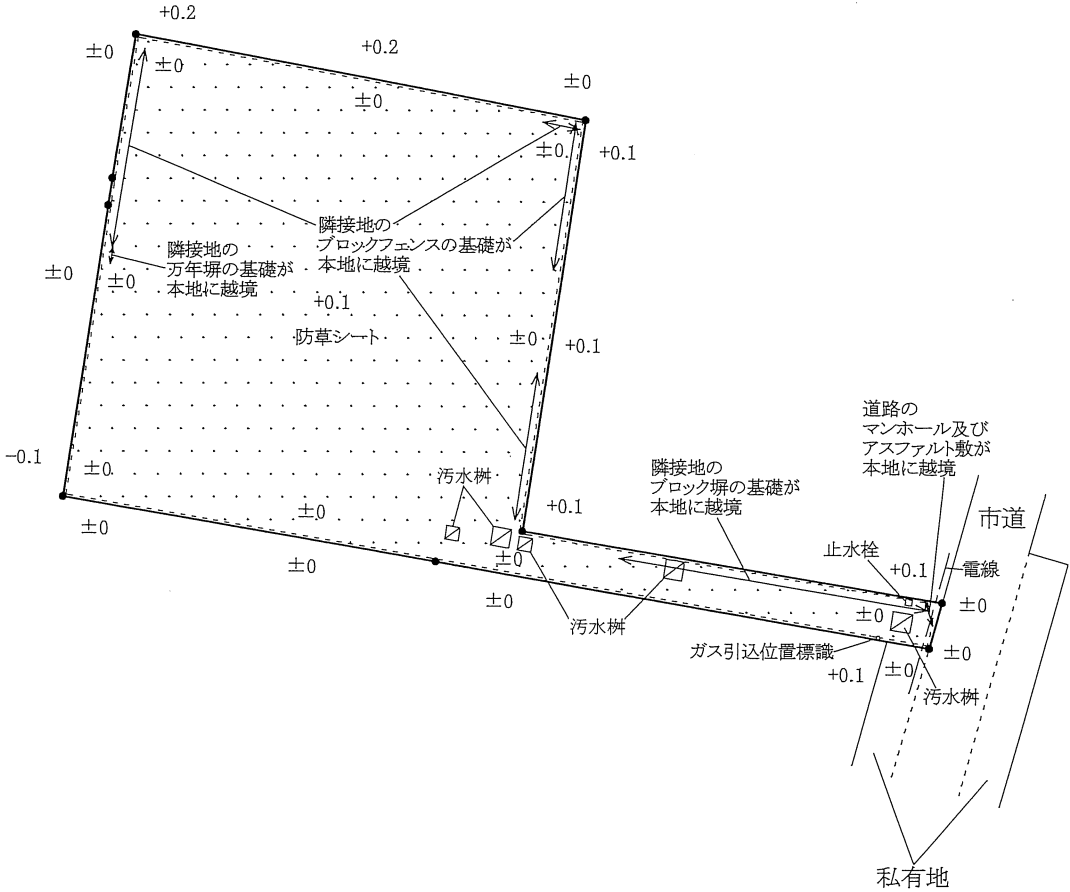 +0.2
+0.2
±0
±0
±0
±0
±0
+0.1
隣接地の
ブロックフェンスの基礎が
本地に越境
隣接地の
万年塀の基礎が
本地に越境
±0
±0
+0.1
防草シート
±0
+0.1
道路の
マンホール及び
アスファルト敷が
本地に越境
-0.1
±0
汚水桝
隣接地の
ブロック塀の基礎が
本地に越境
±0
+0.1
市道
±0
±0
±0
止水栓
+0.1
電線
±0
±0
±0
汚水桝
ガス引込位置標識
±0
+0.1
±0
汚水桝
私有地